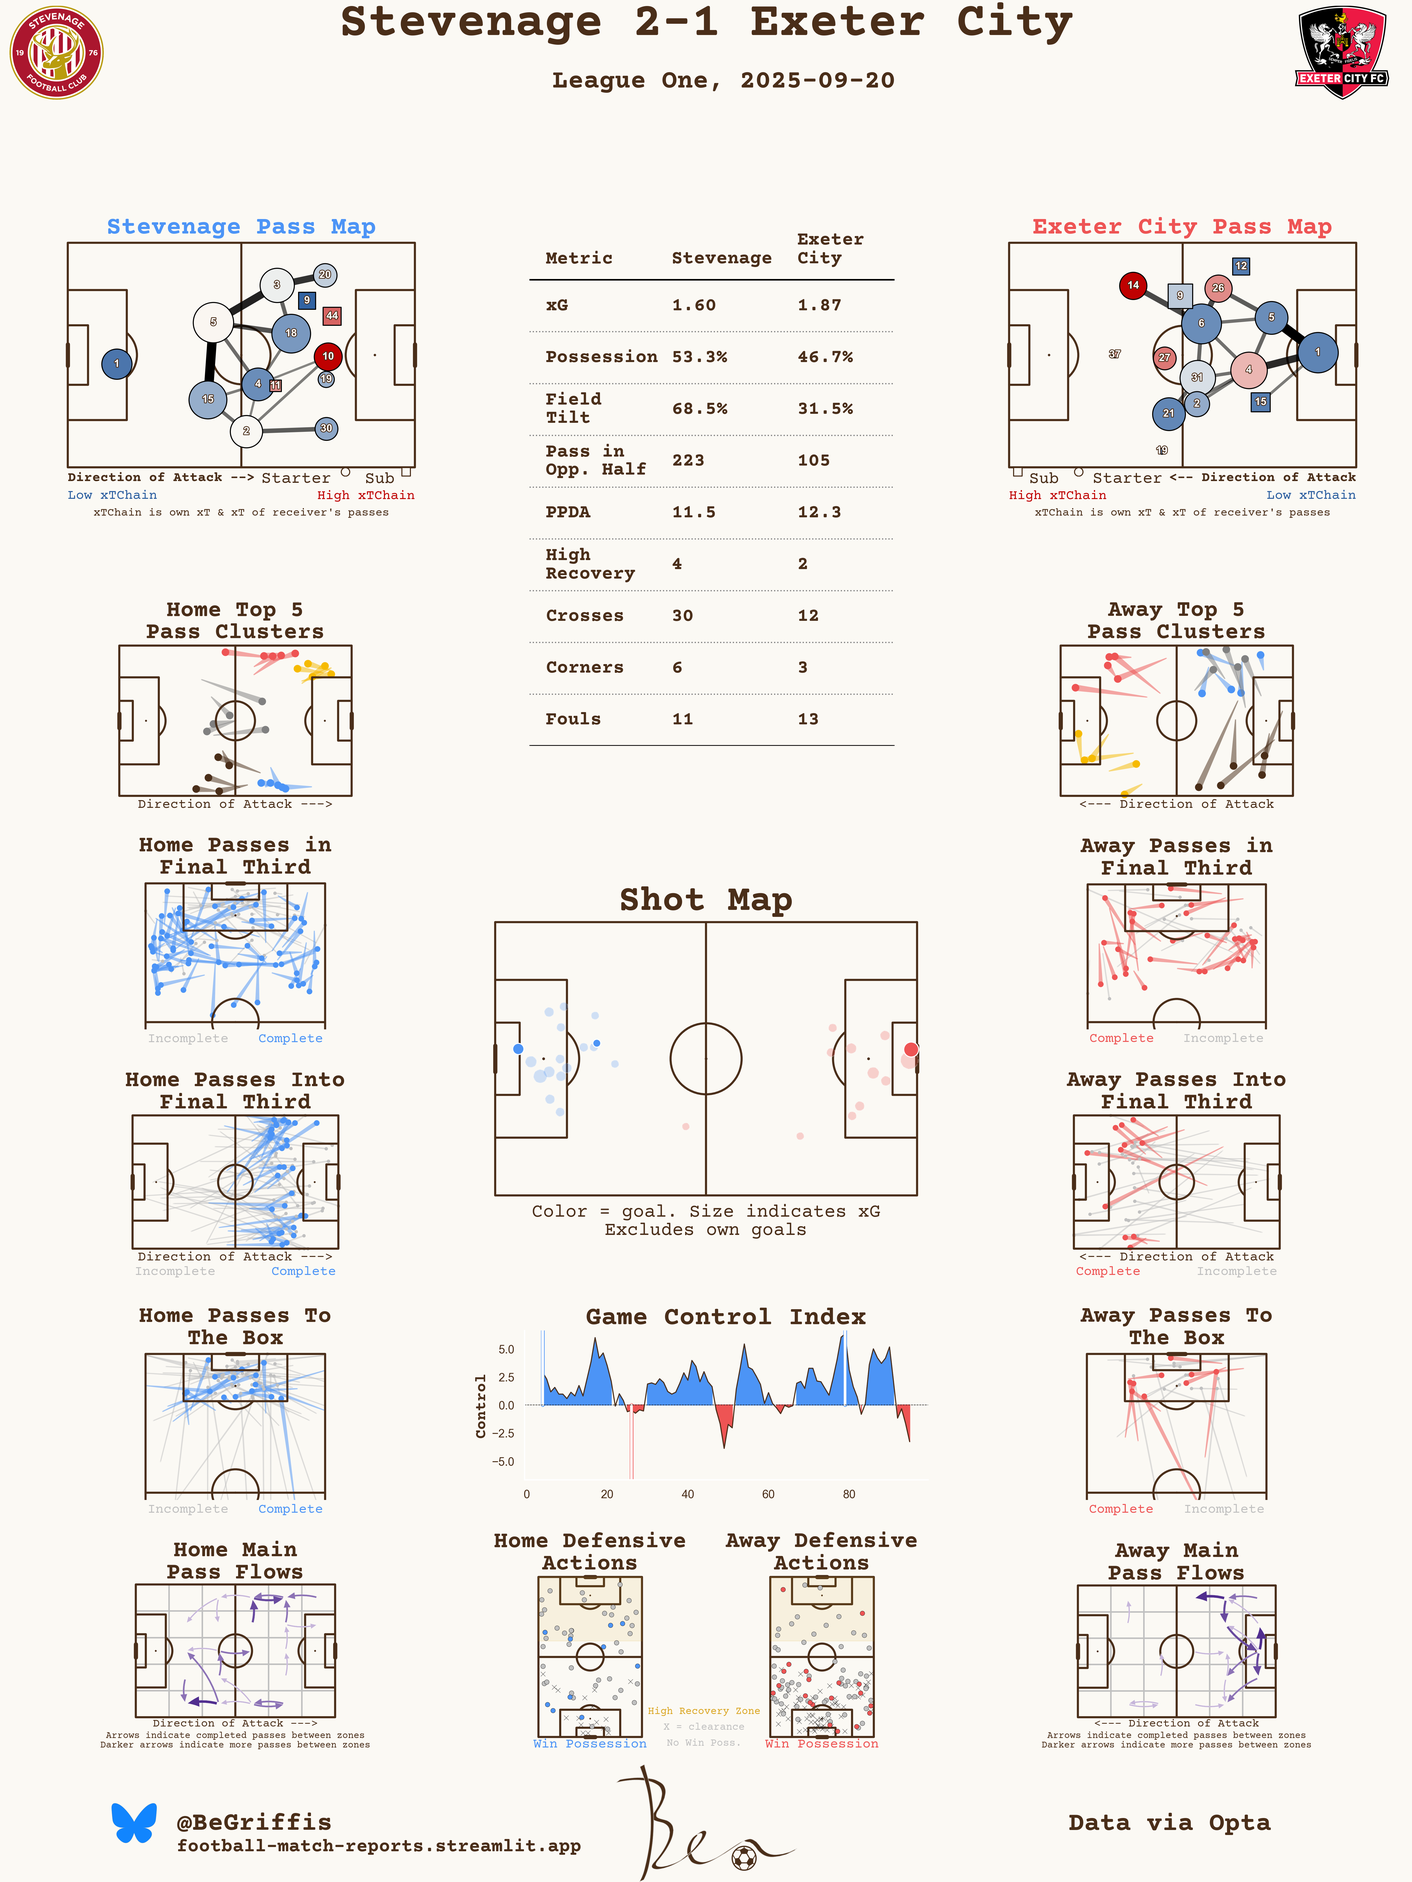 Stevenage 2-1 Exeter City
League One, 2025-09-20
STEVENAGE
19 76
FOOTBALL CLUB
EXETER CITY FC
Stevenage Pass Map
3
20
9
44
5
18
10
1
4
11
19
15
2
30
Direction of Attack --> Starter Sub
Low xTChain High xTChain
xTChain is own xT & xT of receiver's passes
Metric Stevenage Exeter City
xG 1.60 1.87
Possession 53.3% 46.7%
Field Tilt 68.5% 31.5%
Pass in Opp. Half 223 105
PPDA 11.5 12.3
High Recovery 4 2
Crosses 30 12
Corners 6 3
Fouls 11 13
Exeter City Pass Map
12
14
9
26
6
5
37
27
1
31
4
2
15
21
19
Sub Starter <-- Direction of Attack
High xTChain Low xTChain
xTChain is own xT & xT of receiver's passes
Home Top 5
Pass Clusters
Direction of Attack --->
Away Top 5
Pass Clusters
<--- Direction of Attack
Home Passes in
Final Third
Incomplete Complete
Away Passes in
Final Third
Complete Incomplete
Shot Map
Color = goal. Size indicates xG
Excludes own goals
Home Passes Into
Final Third
Direction of Attack --->
Incomplete Complete
Away Passes Into
Final Third
<--- Direction of Attack
Complete Incomplete
Home Passes To
The Box
Incomplete Complete
Game Control Index
Control
5.0
2.5
0.0
−2.5
−5.0
0 20 40 60 80
Away Passes To
The Box
Complete Incomplete
Home Main
Pass Flows
Direction of Attack --->
Arrows indicate completed passes between zones
Darker arrows indicate more passes between zones
Home Defensive
Actions
Win Possession
High Recovery Zone
X = clearance
No Win Poss.
Away Defensive
Actions
Win Possession
Away Main
Pass Flows
<--- Direction of Attack
Arrows indicate completed passes between zones
Darker arrows indicate more passes between zones
@BeGriffis
football-match-reports.streamlit.app
Ben
Data via Opta